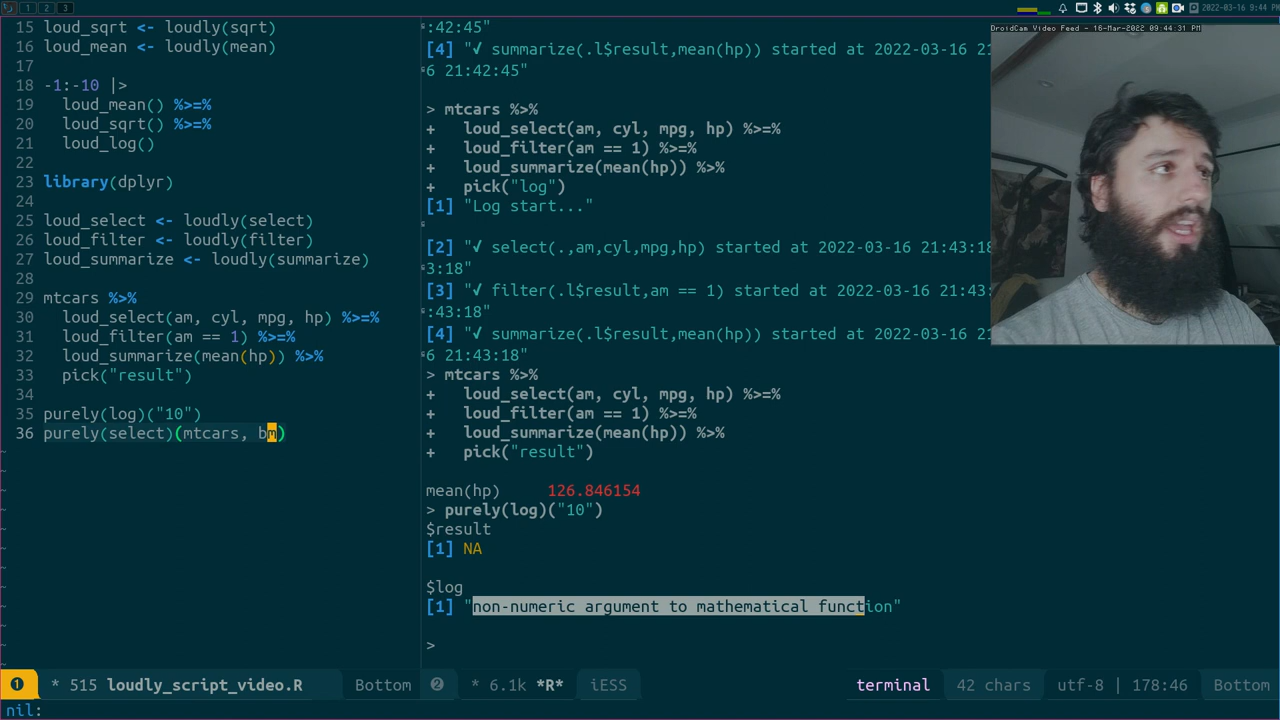 1 2 3
2022-03-16 9:44 PM
15 loud_sqrt <- loudly(sqrt)
16 loud_mean <- loudly(mean)
17
18 -1:-10 |>
19 loud_mean() %>=%
20 loud_sqrt() %>=%
21 loud_log()
22
23 library(dplyr)
24
25 loud_select <- loudly(select)
26 loud_filter <- loudly(filter)
27 loud_summarize <- loudly(summarize)
28
29 mtcars %>%
30 loud_select(am, cyl, mpg, hp) %>=%
31 loud_filter(am == 1) %>=%
32 loud_summarize(mean(hp)) %>%
33 pick("result")
34
35 purely(log)("10")
36 purely(select)(mtcars, bm)
:42:45"
[4] "✔ summarize(.l$result,mean(hp)) started at 2022-03-1
6 21:42:45"
> mtcars %>%
+ loud_select(am, cyl, mpg, hp) %>=%
+ loud_filter(am == 1) %>=%
+ loud_summarize(mean(hp)) %>%
+ pick("log")
[1] "Log start..."
[2] "✔ select(.,am,cyl,mpg,hp) started at 2022-03-16 21:43:18
3:18"
[3] "✔ filter(.l$result,am == 1) started at 2022-03-16 21:43:
:43:18"
[4] "✔ summarize(.l$result,mean(hp)) started at 2022-03-1
6 21:43:18"
> mtcars %>%
+ loud_select(am, cyl, mpg, hp) %>=%
+ loud_filter(am == 1) %>=%
+ loud_summarize(mean(hp)) %>%
+ pick("result")
mean(hp) 126.846154
> purely(log)("10")
$result
[1] NA
$log
[1] "non-numeric argument to mathematical function"
>
DroidCam Video Feed - 16-Mar-2022 09:44:31 PM
1 * 515 loudly_script_video.R Bottom
2 * 6.1k *R* iESS terminal 42 chars utf-8 | 178:46 Bottom
nil: